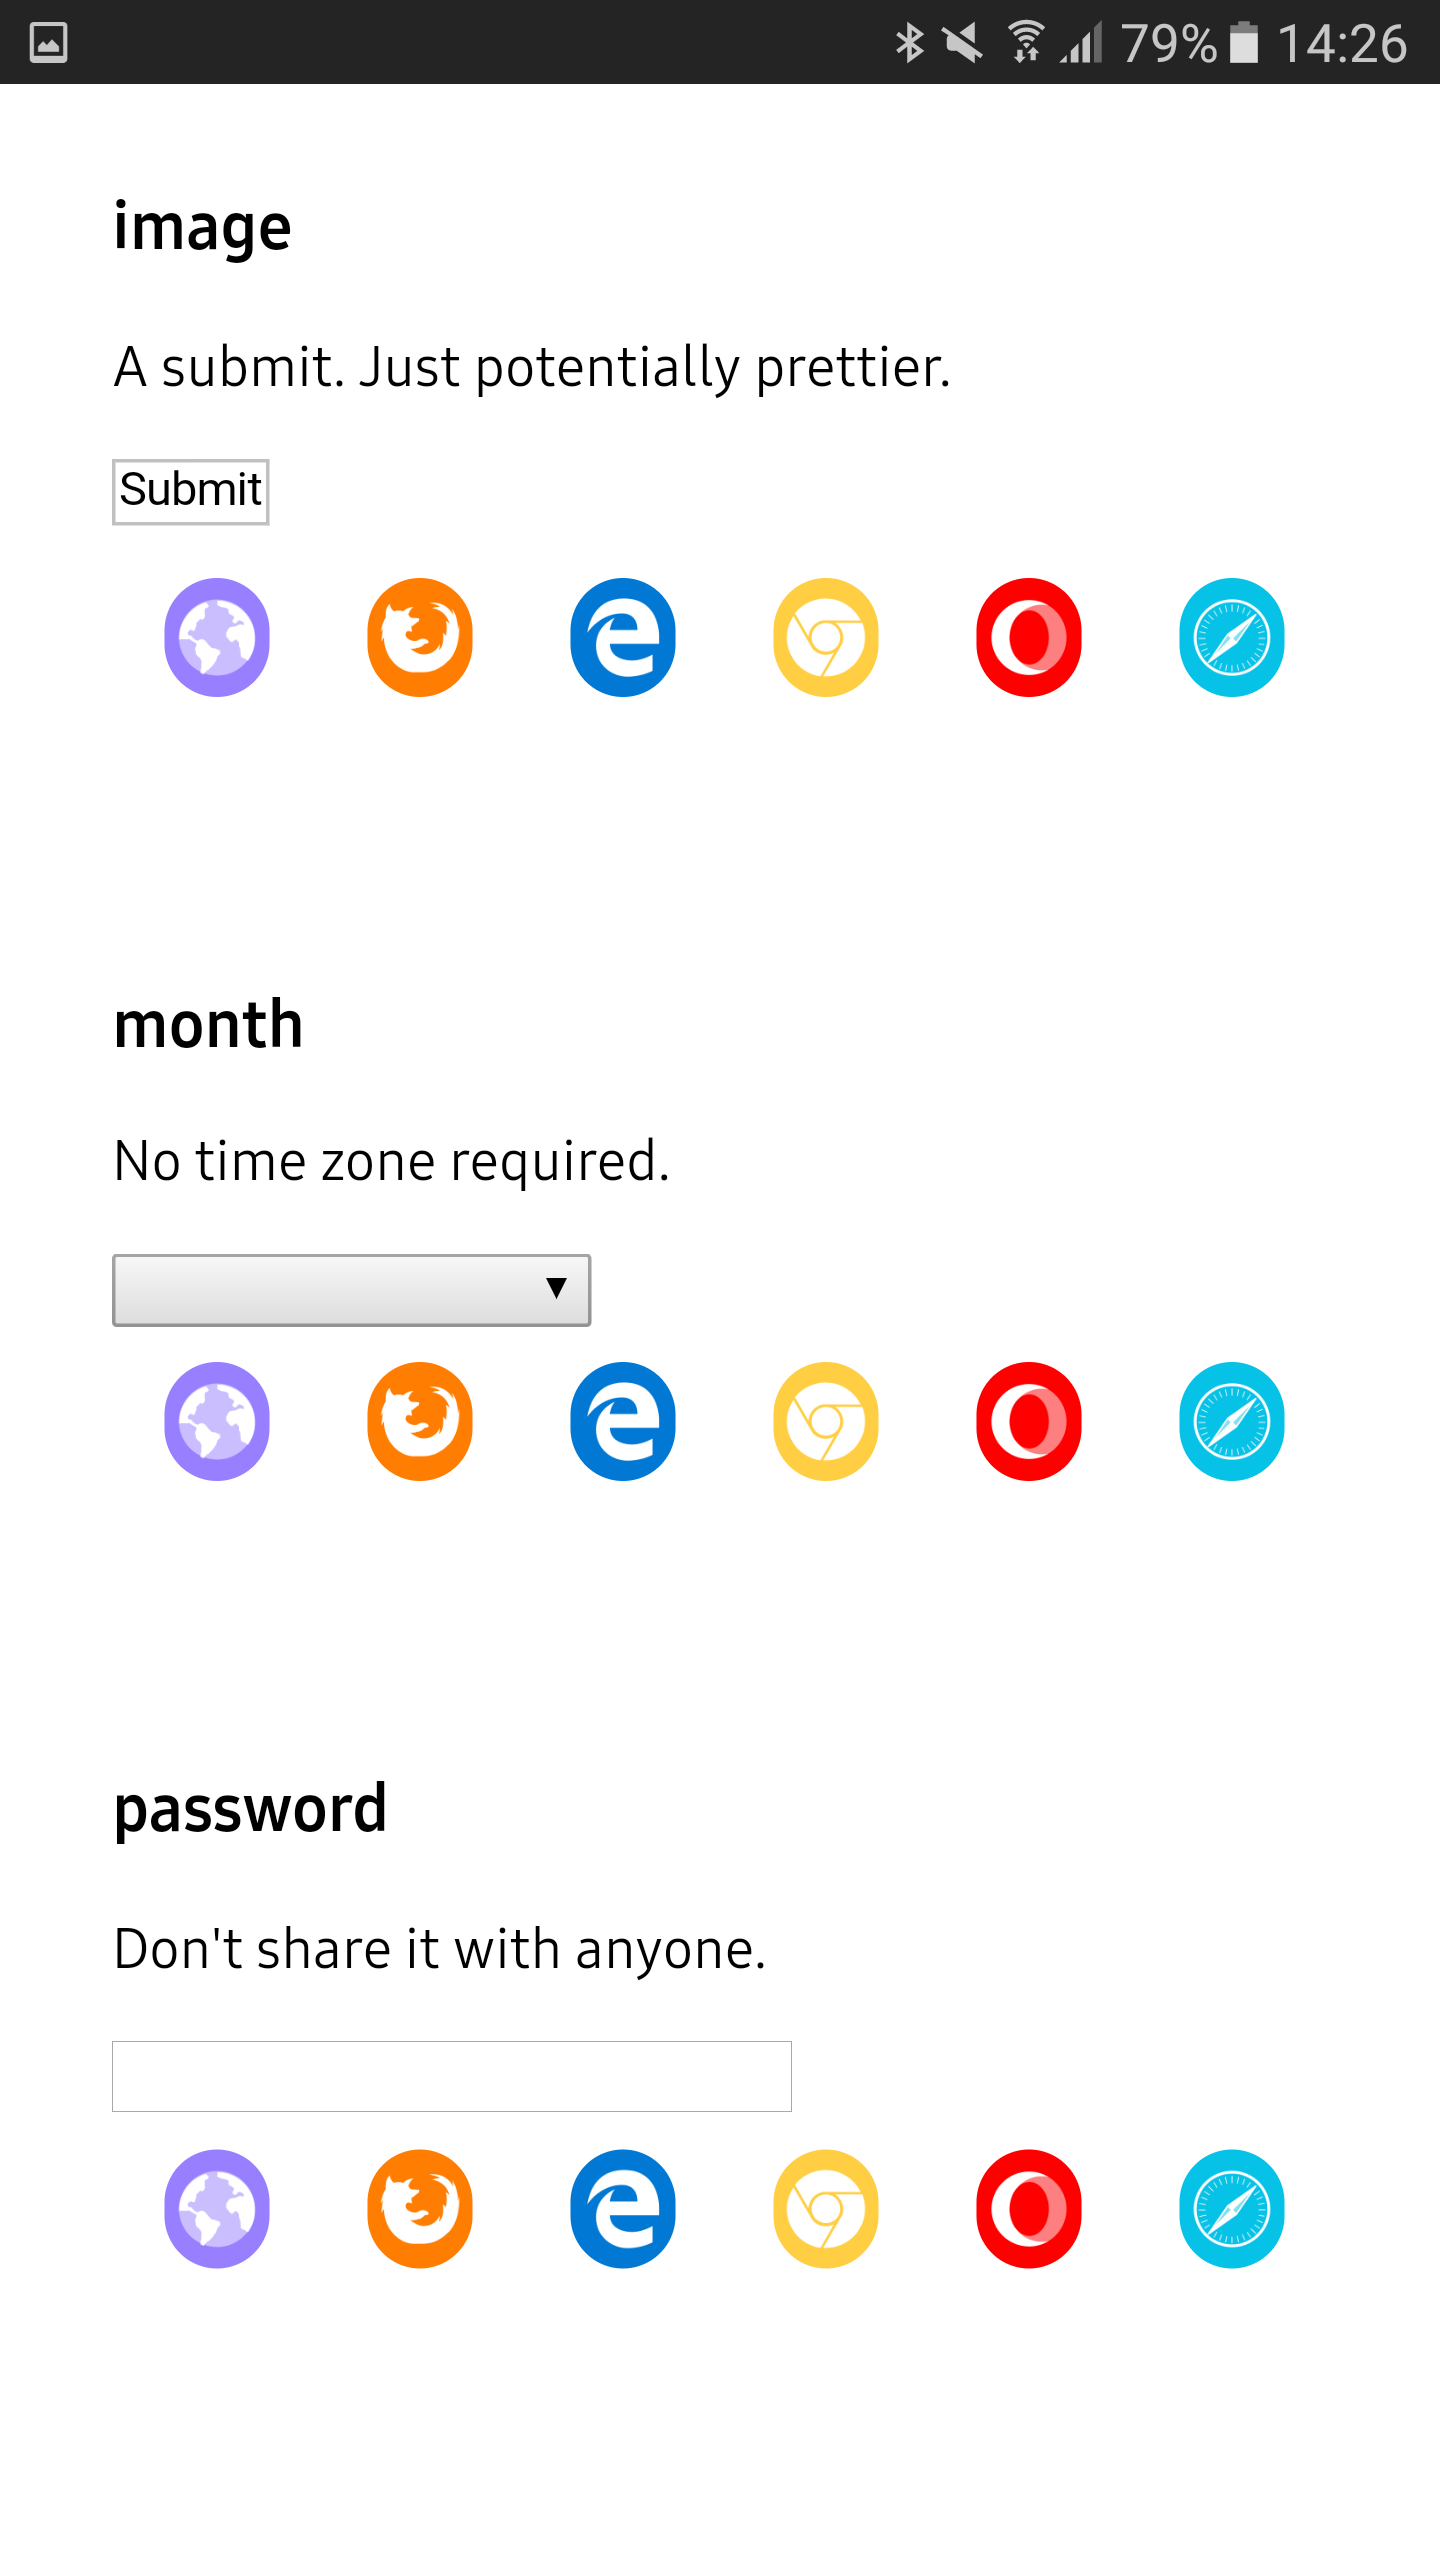 79% 14:26
image
A submit. Just potentially prettier.
Submit
month
No time zone required.
password
Don't share it with anyone.